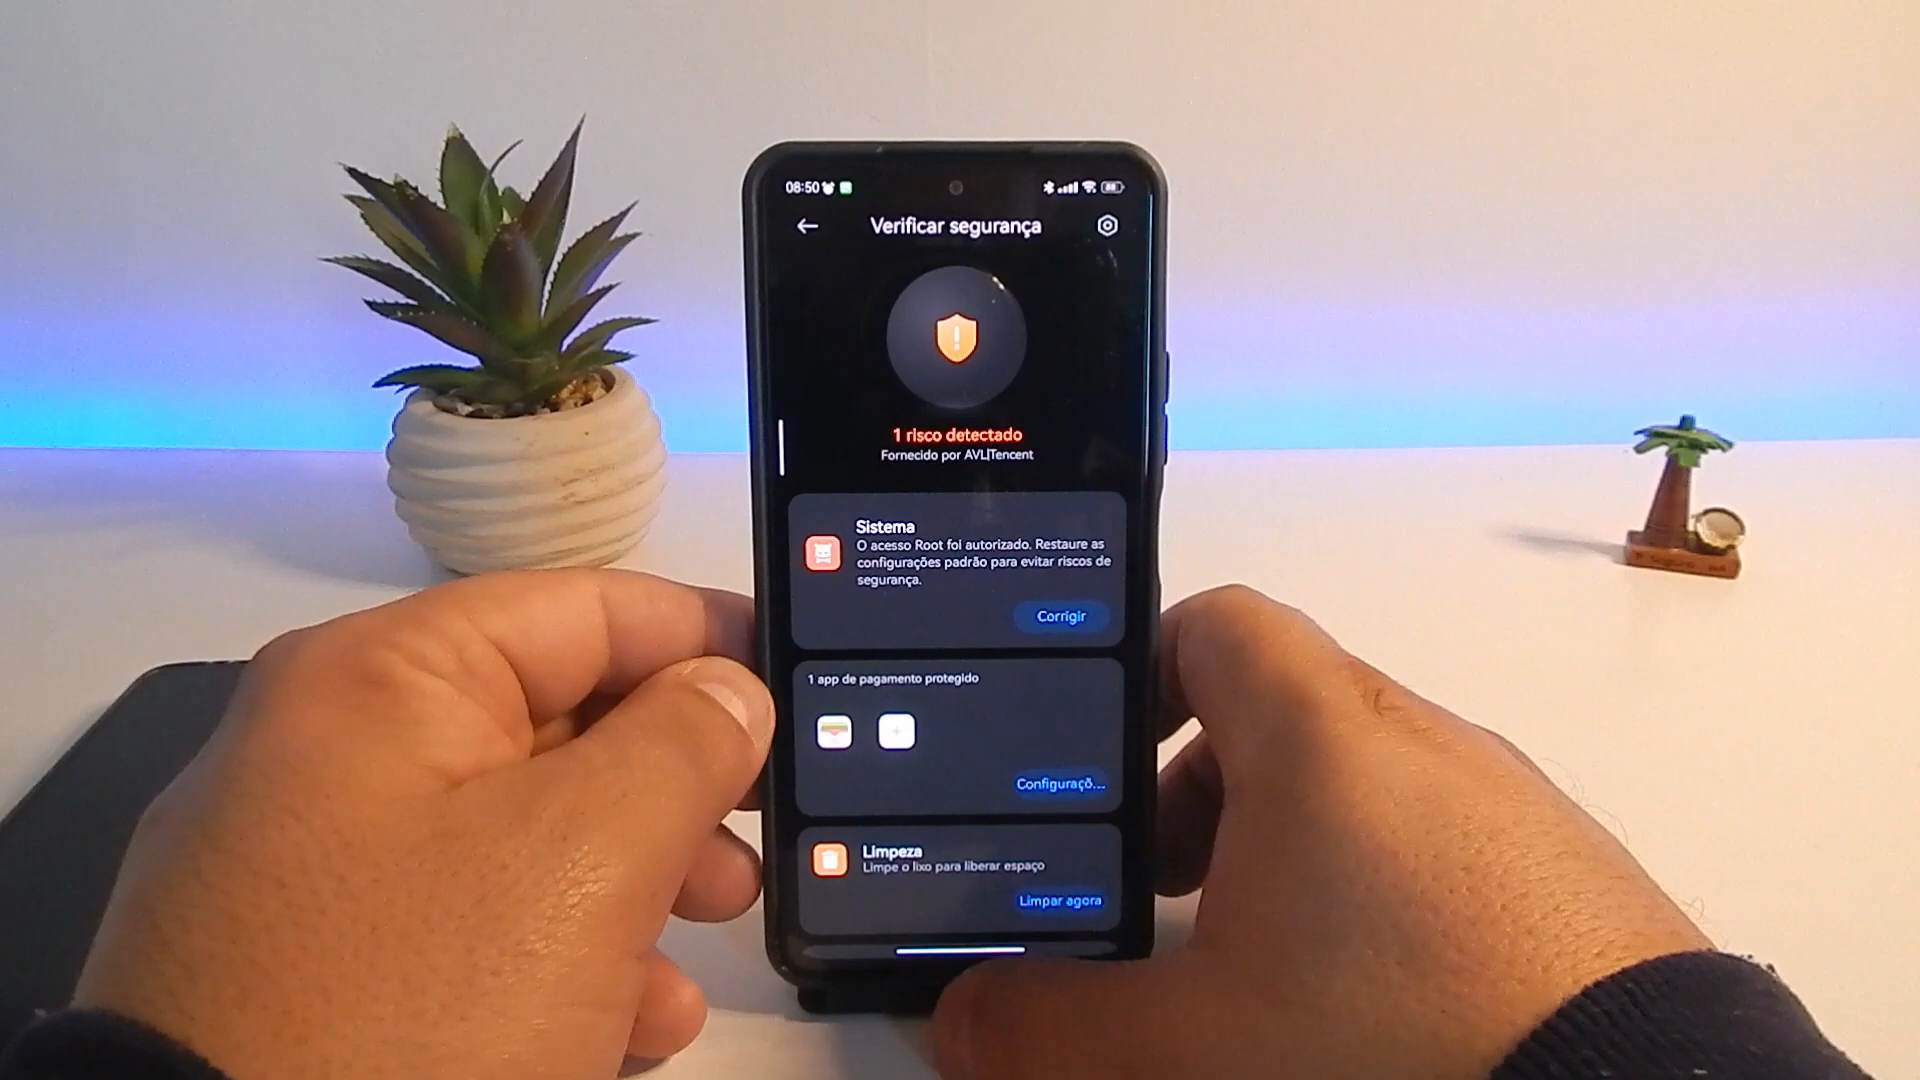 08:50
88
Verificar segurança
1 risco detectado
Fornecido por AVL|Tencent
Sistema
O acesso Root foi autorizado. Restaure as
configurações padrão para evitar riscos de
segurança.
Corrigir
1 app de pagamento protegido
Configuraçõ...
Limpeza
Limpe o lixo para liberar espaço
Limpar agora